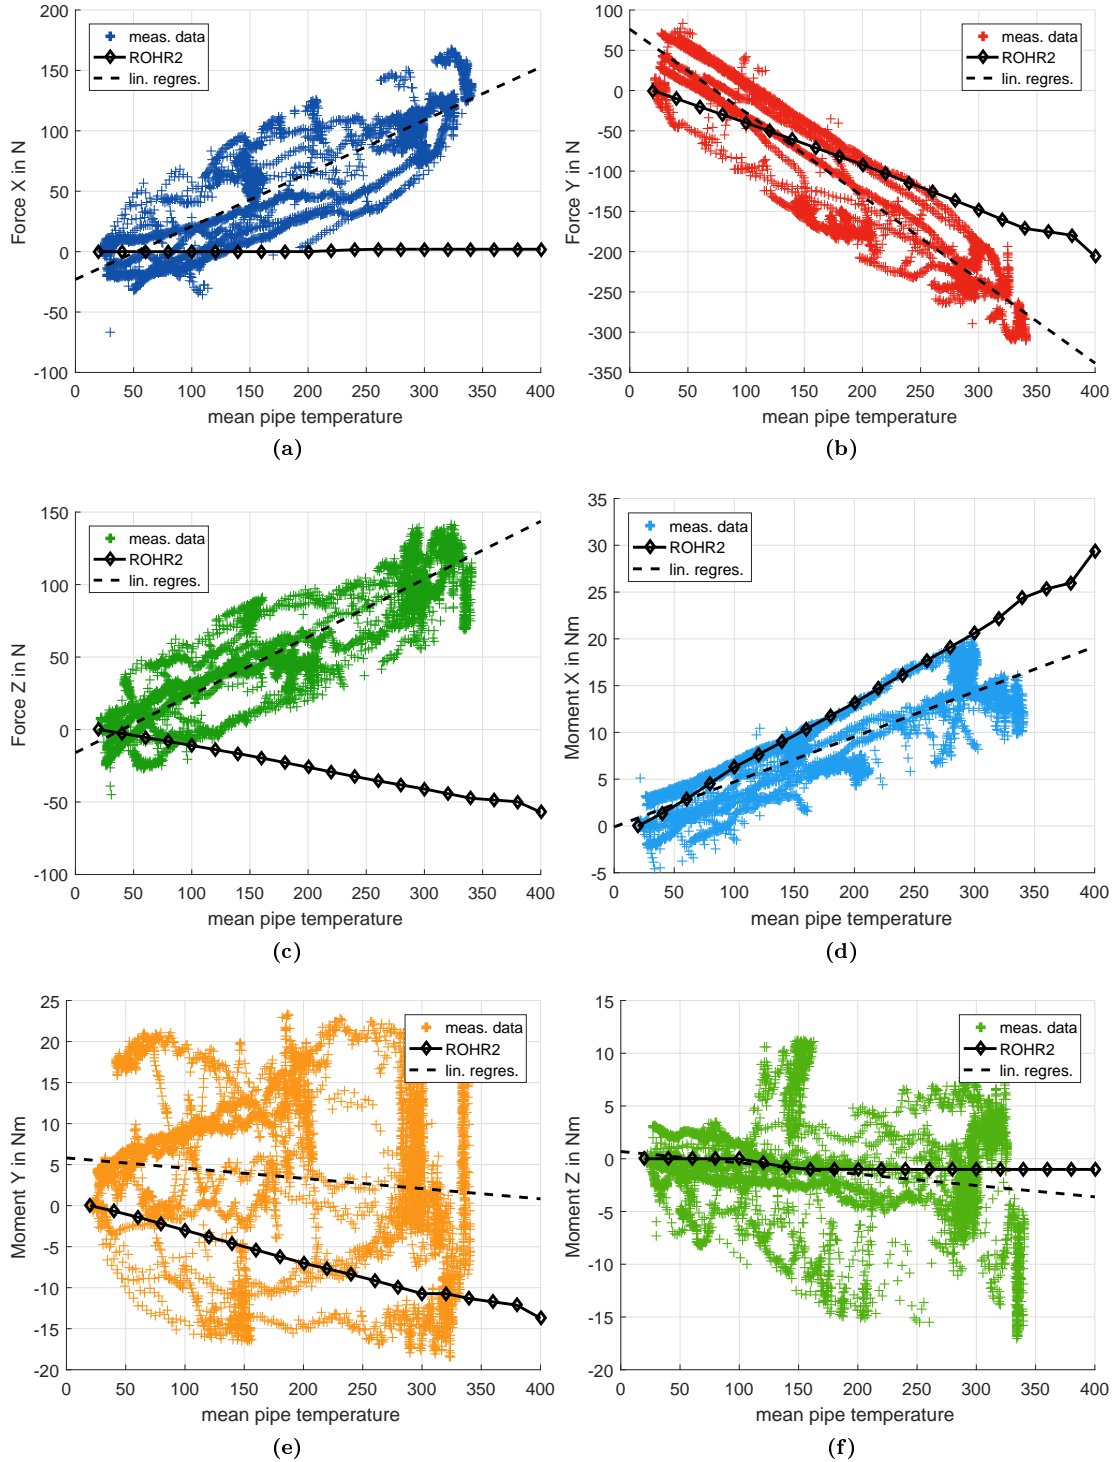 200
150
100
50
0
-50
-100
0
50
100
150
200
250
300
350
400
Force X in N
mean pipe temperature
meas. data
ROHR2
lin. regres.
(a)
100
50
0
-50
-100
-150
-200
-250
-300
-350
0
50
100
150
200
250
300
350
400
Force Y in N
mean pipe temperature
meas. data
ROHR2
lin. regres.
(b)
150
100
50
0
-50
-100
0
50
100
150
200
250
300
350
400
Force Z in N
mean pipe temperature
meas. data
ROHR2
lin. regres.
(c)
35
30
25
20
15
10
5
0
-5
0
50
100
150
200
250
300
350
400
Moment X in Nm
mean pipe temperature
meas. data
ROHR2
lin. regres.
(d)
25
20
15
10
5
0
-5
-10
-15
-20
0
50
100
150
200
250
300
350
400
Moment Y in Nm
mean pipe temperature
meas. data
ROHR2
lin. regres.
(e)
15
10
5
0
-5
-10
-15
-20
0
50
100
150
200
250
300
350
400
Moment Z in Nm
mean pipe temperature
meas. data
ROHR2
lin. regres.
(f)